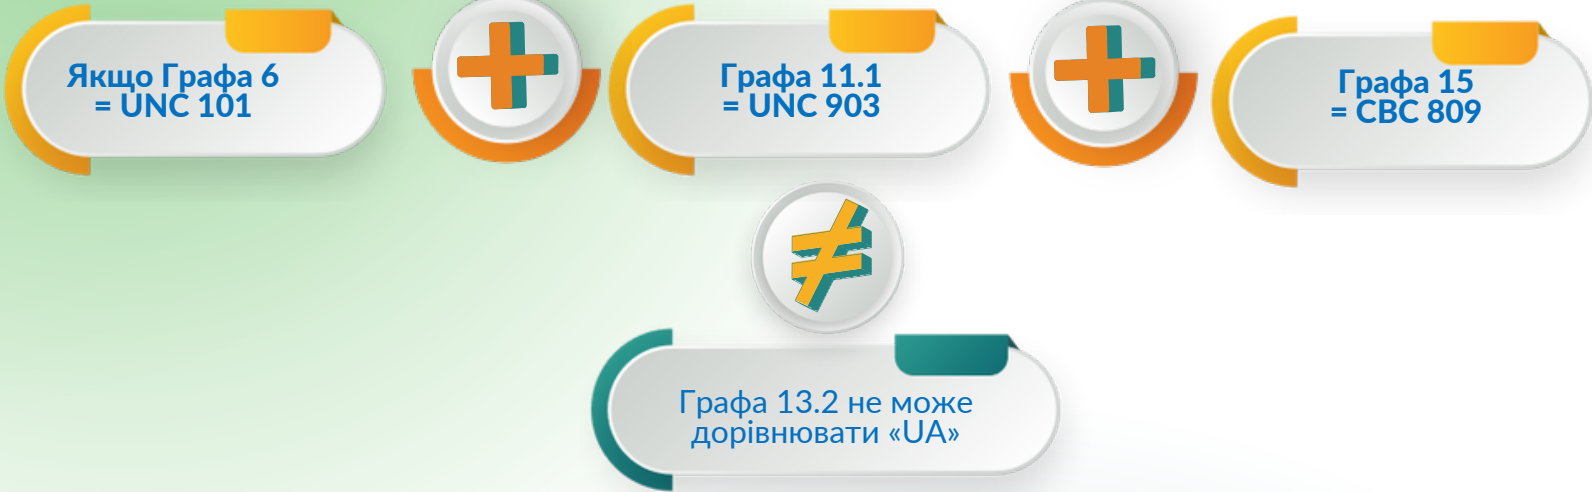 Якщо Графа 6
= UNC 101
Графа 11.1
= UNC 903
Графа 15
= CBC 809
Графа 13.2 не може
дорівнювати «UA»